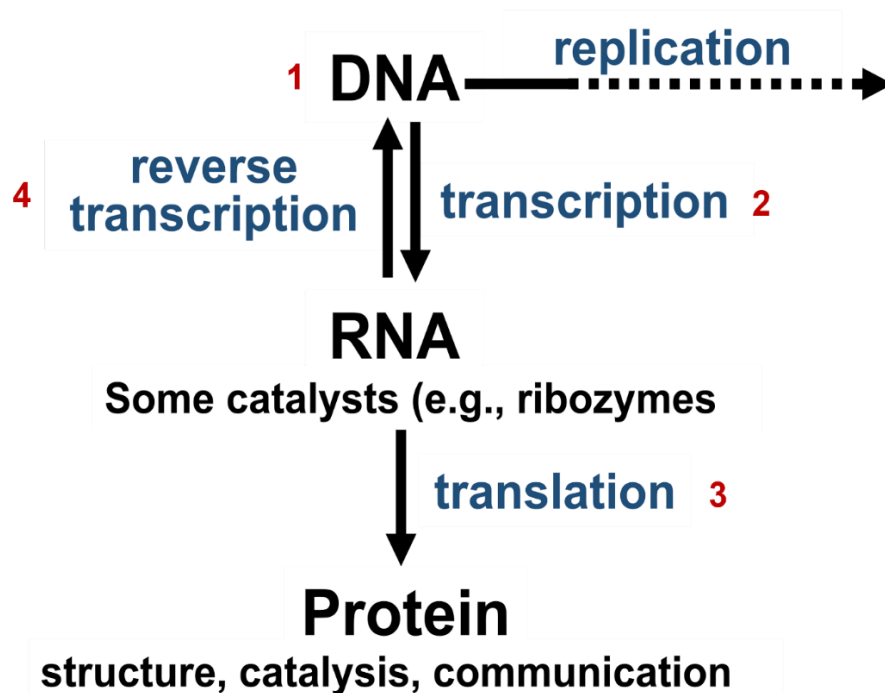 replication
1 DNA
4 reverse transcription
transcription 2
RNA
Some catalysts (e.g., ribozymes
translation 3
Protein
structure, catalysis, communication